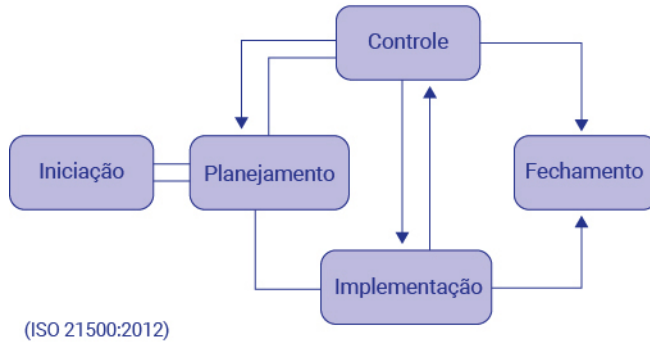 Controle
Iniciação
Planejamento
Fechamento
Implementação
(ISO 21500:2012)